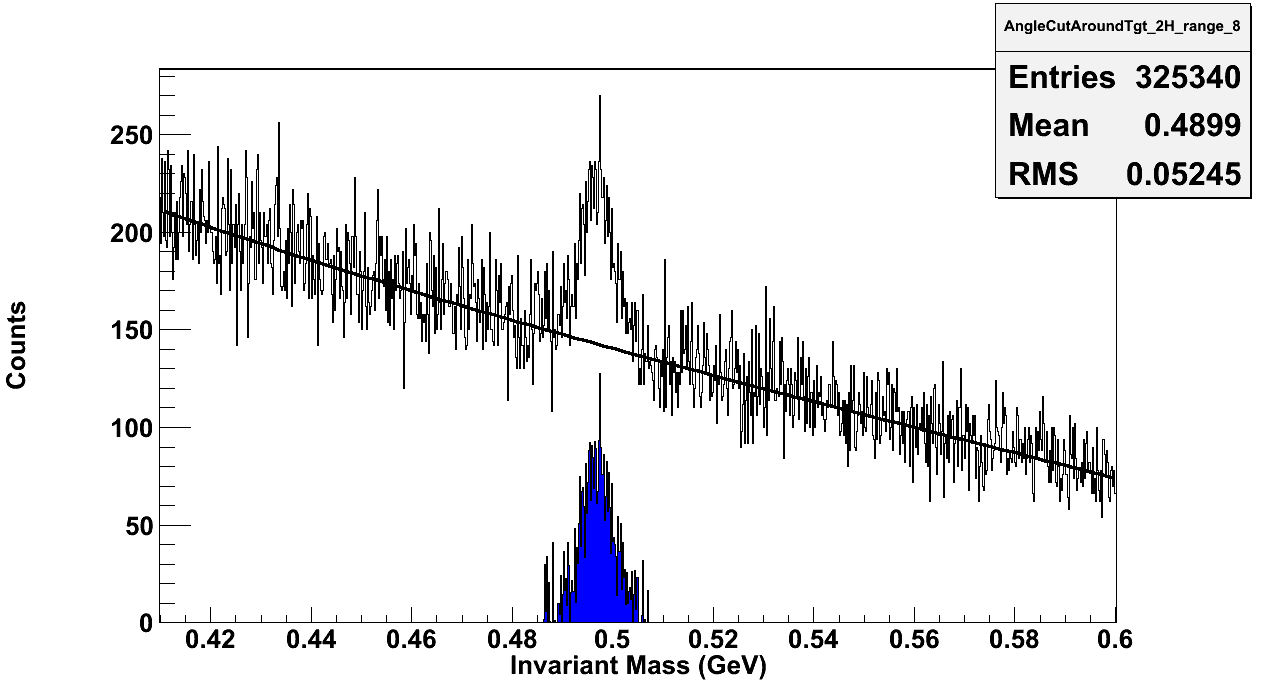 AngleCutAroundTgt_2H_range_8
Entries 325340
Mean 0.4899
RMS 0.05245
250
200
150
100
50
0
Counts
0.42 0.44 0.46 0.48 0.5 0.52 0.54 0.56 0.58 0.6
Invariant Mass (GeV)